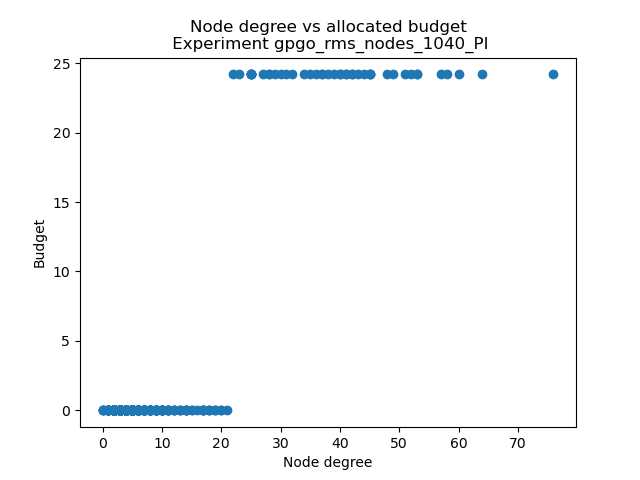 Node degree vs allocated budget
Experiment gpgo_rms_nodes_1040_PI
25
20
15
10
5
0
Budget
0 10 20 30 40 50 60 70
Node degree